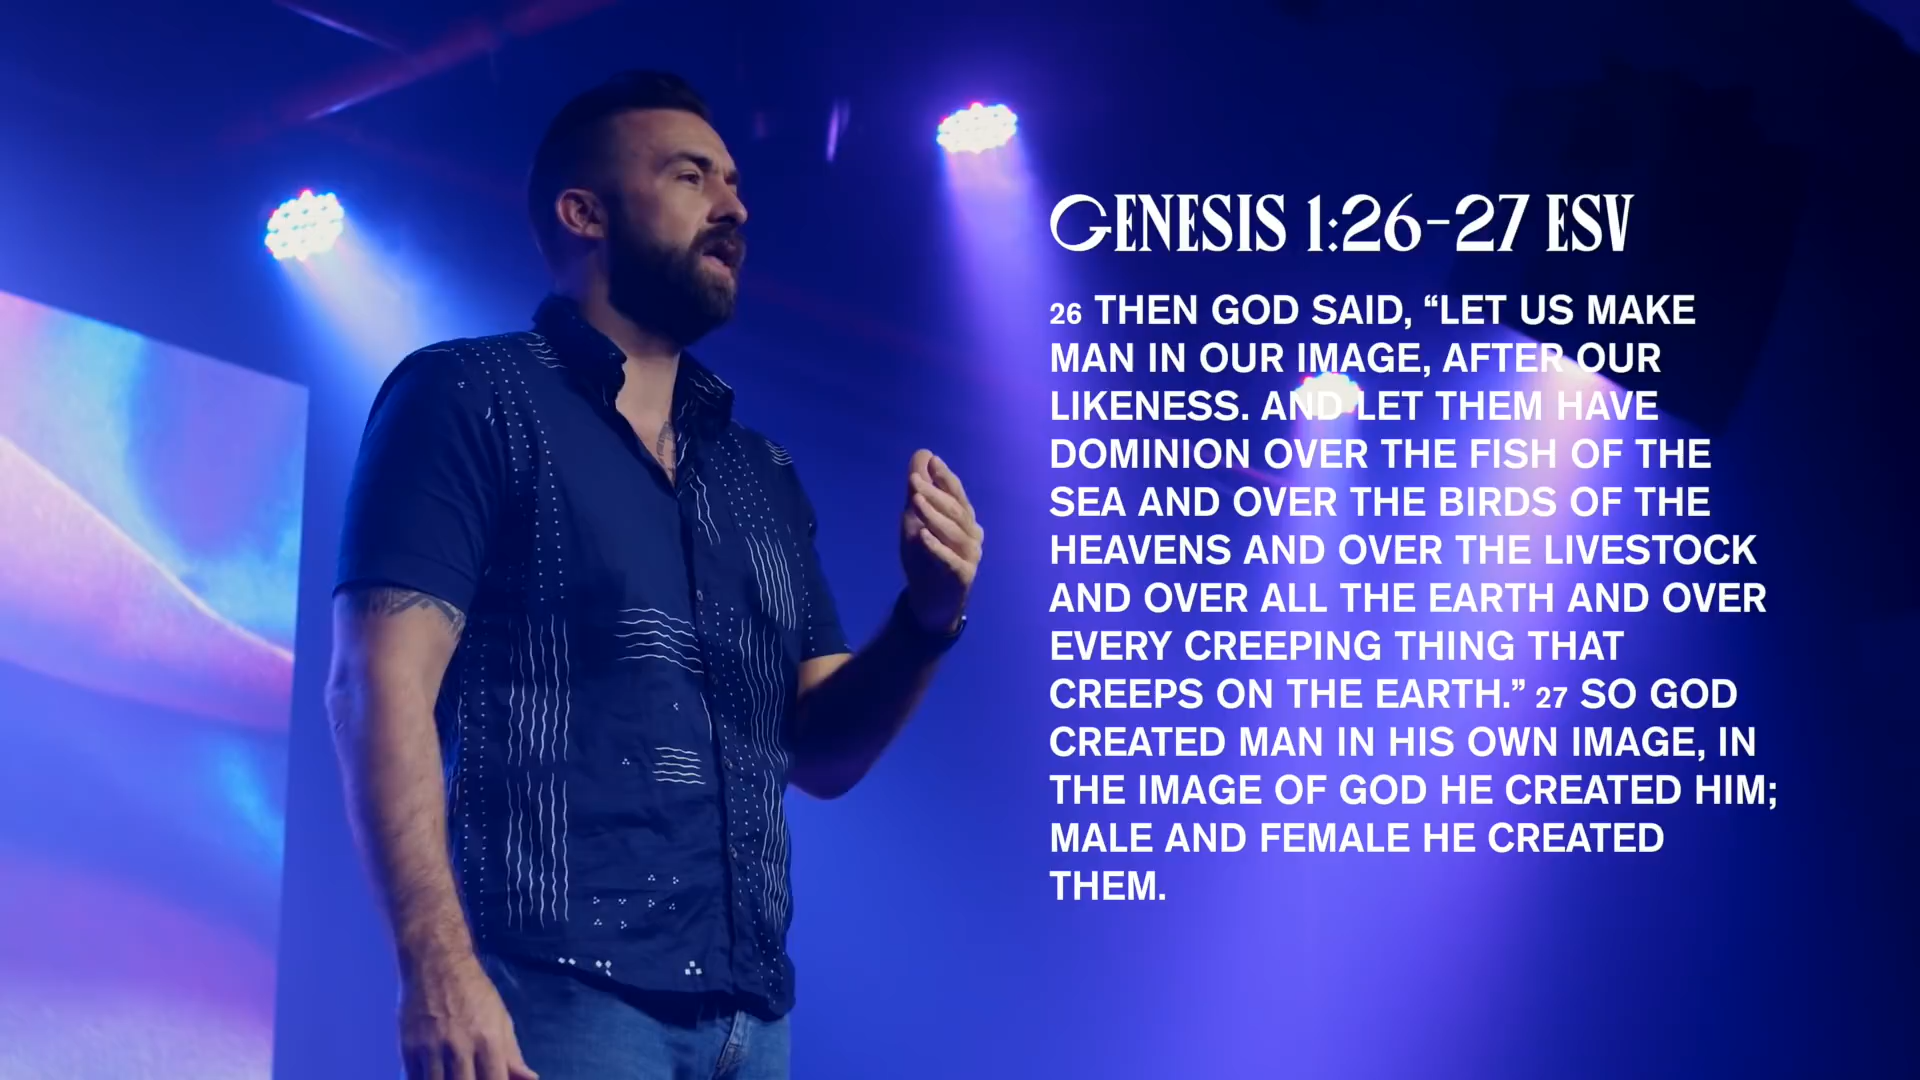 GENESIS 1:26-27 ESV
26 THEN GOD SAID, “LET US MAKE
MAN IN OUR IMAGE, AFTER OUR
LIKENESS. AND LET THEM HAVE
DOMINION OVER THE FISH OF THE
SEA AND OVER THE BIRDS OF THE
HEAVENS AND OVER THE LIVESTOCK
AND OVER ALL THE EARTH AND OVER
EVERY CREEPING THING THAT
CREEPS ON THE EARTH.” 27 SO GOD
CREATED MAN IN HIS OWN IMAGE, IN
THE IMAGE OF GOD HE CREATED HIM;
MALE AND FEMALE HE CREATED
THEM.